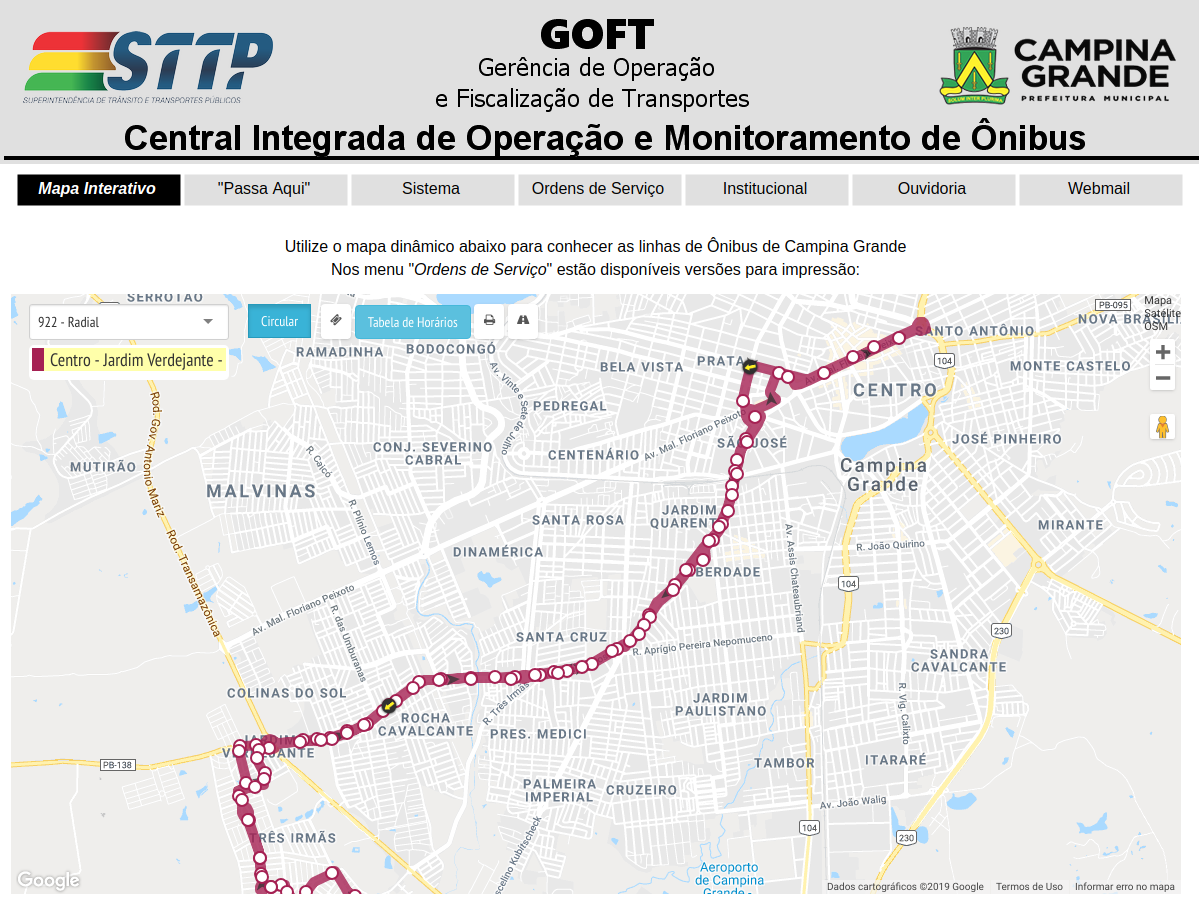 STTP
SUPERINTENDÊNCIA DE TRÂNSITO E TRANSPORTES PÚBLICOS
GOFT
Gerência de Operação
e Fiscalização de Transportes
SOLUM INTER PLURIMA
CAMPINA
GRANDE
PREFEITURA MUNICIPAL
Central Integrada de Operação e Monitoramento de Ônibus
Mapa Interativo
"Passa Aqui"
Sistema
Ordens de Serviço
Institucional
Ouvidoria
Webmail
Utilize o mapa dinâmico abaixo para conhecer as linhas de Ônibus de Campina Grande
Nos menu "Ordens de Serviço" estão disponíveis versões para impressão:
SERROTÃO
922 - Radial
Circular
Tabela de Horários
Centro - Jardim Verdejante -
PB-095
Mapa
Satélite
OSM
NOVA BRASÍLI
SANTO ANTÔNIO
RAMADINHA
BODOCONGÓ
BELA VISTA
PRATA
104
MONTE CASTELO
CENTRO
Av. Vinte e Sete de Julho
PEDREGAL
Rod. Gov. Antonio Mariz
Av. Mal. Floriano Peixoto
SÃO JOSÉ
JOSÉ PINHEIRO
CONJ. SEVERINO
CABRAL
CENTENÁRIO
R. Caicó
MUTIRÃO
Campina
Grande
MALVINAS
R. Plínio Lemos
SANTA ROSA
JARDIM
QUARENT
MIRANTE
Av. Assis Chateaubriand
R. João Quirino
DINAMÉRICA
BERDADE
104
Rod. Transamazônica
Av. Mal. Floriano Peixoto
R. das Umburanas
230
SANTA CRUZ
R. Aprígio Pereira Nepomuceno
SANDRA
CAVALCANTE
COLINAS DO SOL
R. Três Irmãs
JARDIM
PAULISTANO
R. Vig. Calixto
ROCHA
CAVALCANTE
PRES. MEDICI
JARDIM
PB-138
TAMBOR
ITARARÉ
PALMEIRA
IMPERIAL
CRUZEIRO
Av. João Walig
104
230
TRÊS IRMÃS
scelino Kubitscheck
Aeroporto
de Campina
Grande -
Google
Dados cartográficos ©2019 Google
Termos de Uso
Informar erro no mapa